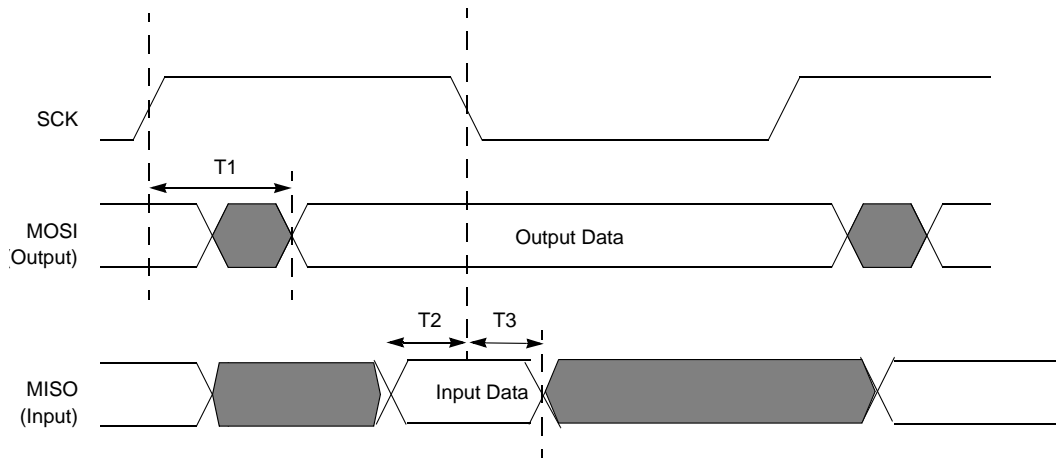 SCK
T1
MOSI
(Output)
Output Data
T2
T3
MISO
(Input)
Input Data